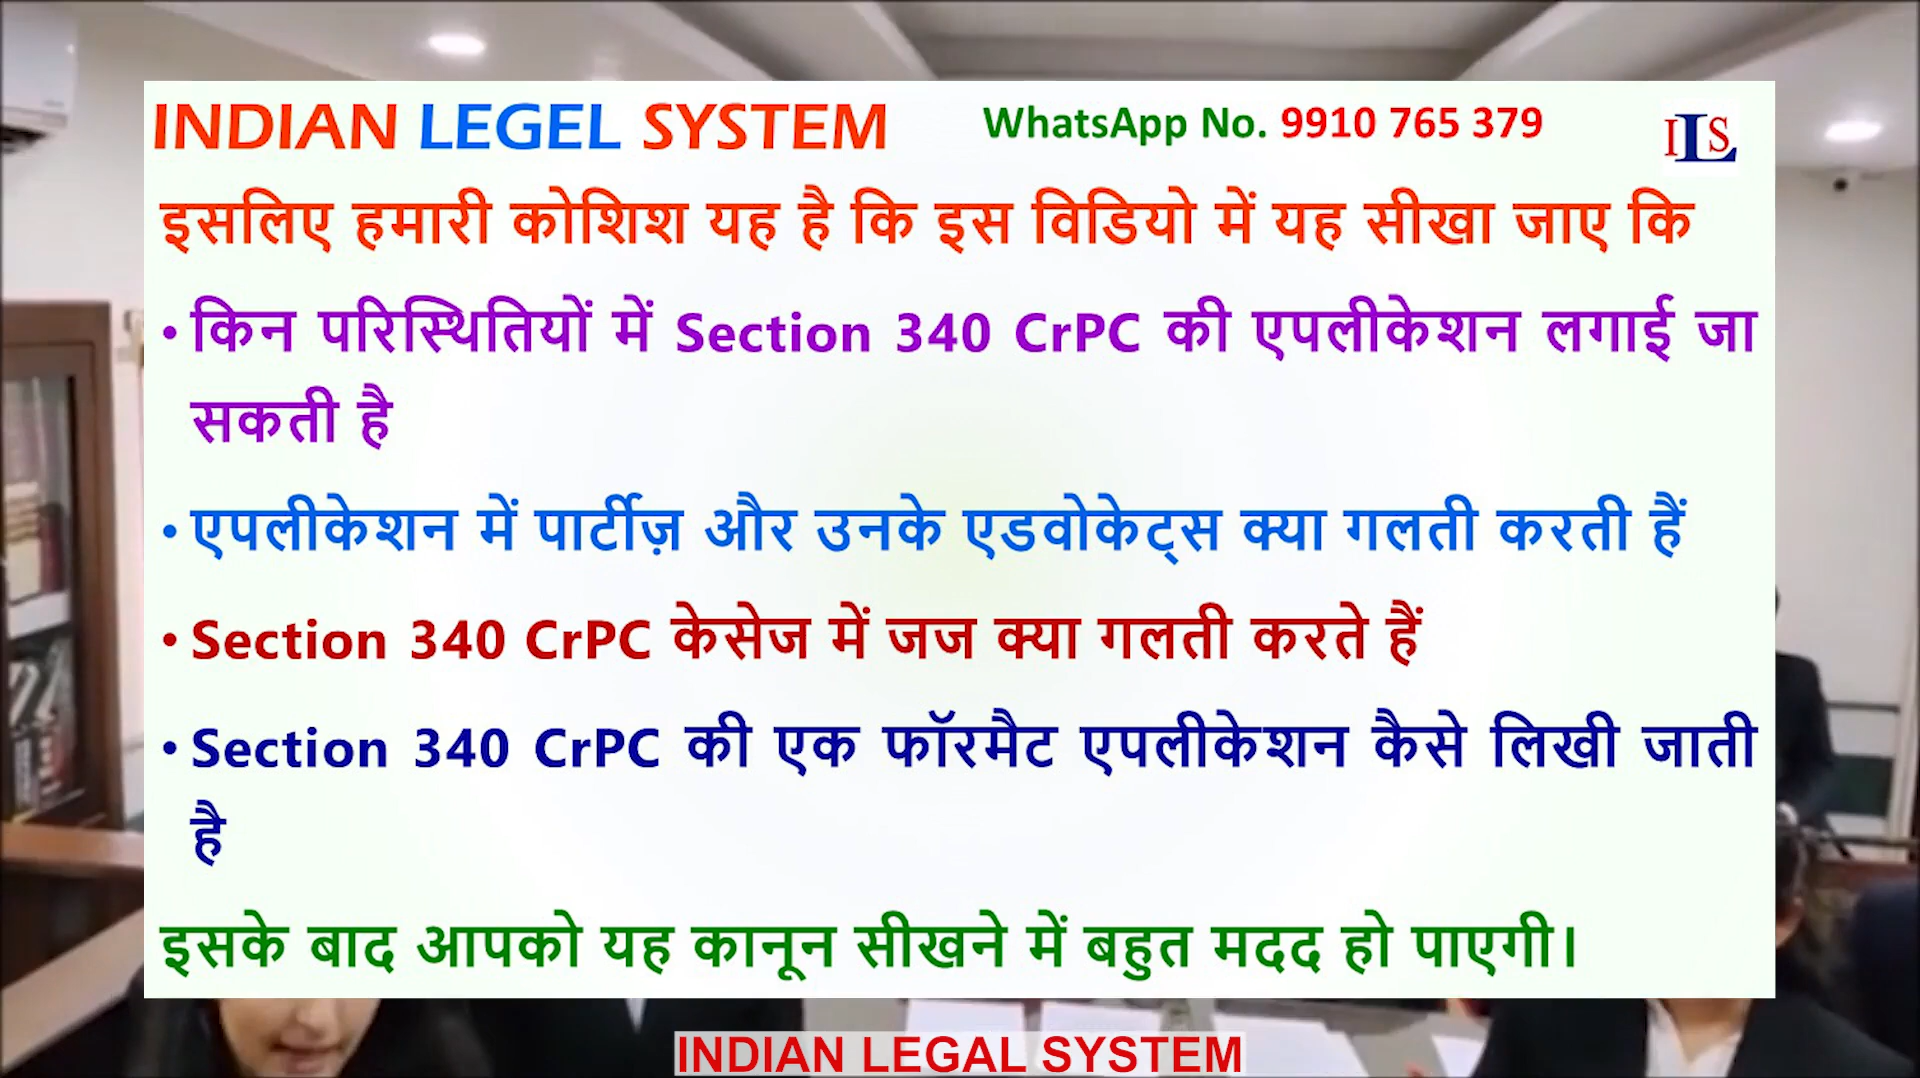 INDIAN LEGEL SYSTEM WhatsApp No. 9910 765 379 ILS
इसलिए हमारी कोशिश यह है कि इस विडियो में यह सीखा जाए कि
• किन परिस्थितियों में Section 340 CrPC की एपलीकेशन लगाई जा
सकती है
• एपलीकेशन में पार्टीज़ और उनके एडवोकेट्स क्या गलती करती हैं
• Section 340 CrPC केसेज में जज क्या गलती करते हैं
• Section 340 CrPC की एक फॉरमैट एपलीकेशन कैसे लिखी जाती
है
इसके बाद आपको यह कानून सीखने में बहुत मदद हो पाएगी।
INDIAN LEGAL SYSTEM